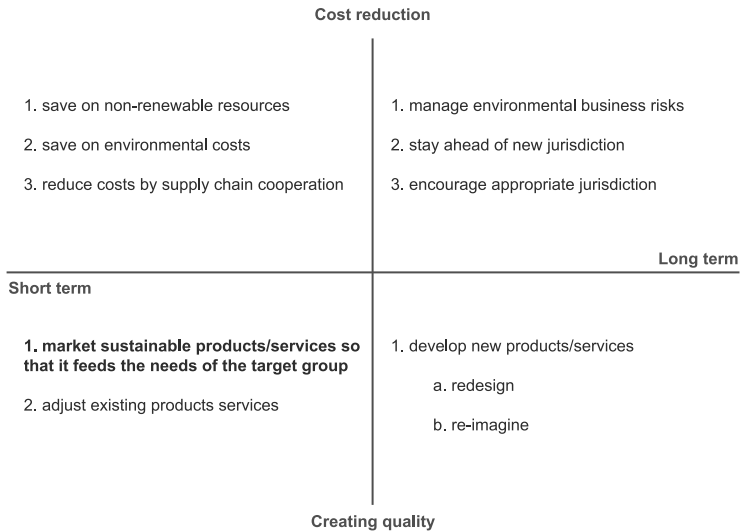 Cost reduction
1. save on non-renewable resources
2. save on environmental costs
3. reduce costs by supply chain cooperation
1. manage environmental business risks
2. stay ahead of new jurisdiction
3. encourage appropriate jurisdiction
Long term
Short term
1. market sustainable products/services so
that it feeds the needs of the target group
2. adjust existing products services
1. develop new products/services
a. redesign
b. re-imagine
Creating quality